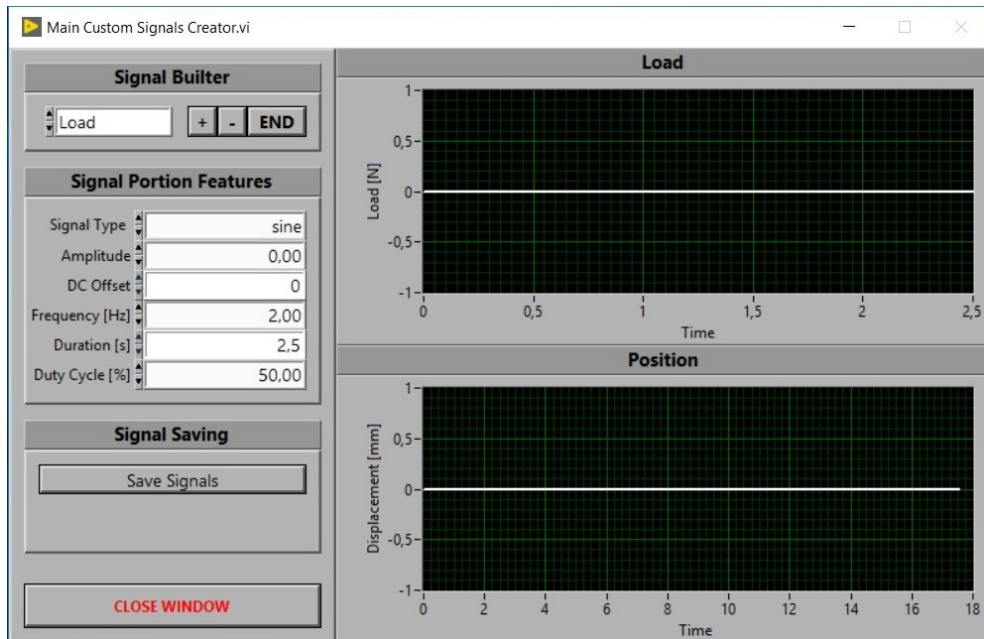 Main Custom Signals Creator.vi
Signal Builter
Load
+ - END
Signal Portion Features
Signal Type sine
Amplitude 0,00
DC Offset 0
Frequency [Hz] 2,00
Duration [s] 2,5
Duty Cycle [%] 50,00
Signal Saving
Save Signals
CLOSE WINDOW
Load
Load [N]
1
0,5
0
-0,5
-1
0 0,5 1 1,5 2 2,5
Time
Position
Displacement [mm]
1
0,5
0
-0,5
-1
0 2 4 6 8 10 12 14 16 18
Time